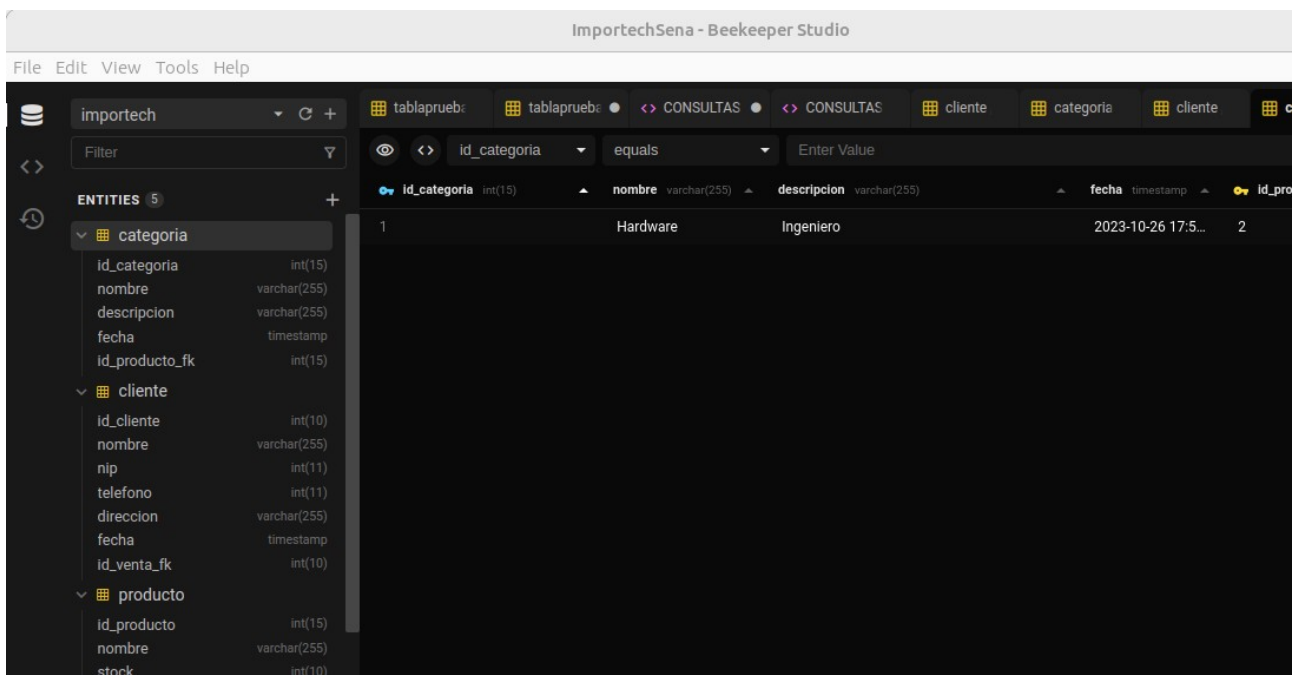 ImportechSena - Beekeeper Studio
File Edit View Tools Help
importech
Filter
ENTITIES 5
categoria
id_categoria int(15)
nombre varchar(255)
descripcion varchar(255)
fecha timestamp
id_producto_fk int(15)
cliente
id_cliente int(10)
nombre varchar(255)
nip int(11)
telefono int(11)
direccion varchar(255)
fecha timestamp
id_venta_fk int(10)
producto
id_producto int(15)
nombre varchar(255)
stock int(10)
tablaprueba tablaprueba CONSULTAS CONSULTAS cliente categoria cliente c
id_categoria equals Enter Value
id_categoria int(15) nombre varchar(255) descripcion varchar(255) fecha timestamp id_pro
1 Hardware Ingeniero 2023-10-26 17:5... 2